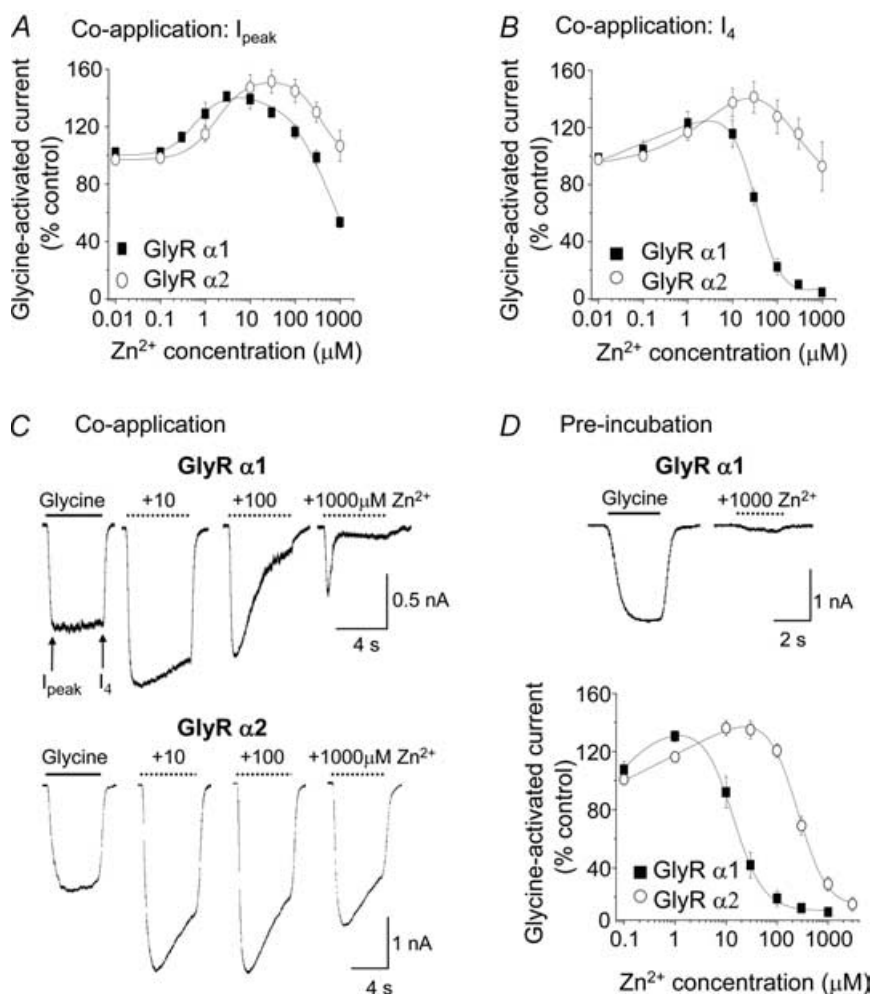 A Co-application: Ipeak
Glycine-activated current
(% control)
160
120
80
40
0
GlyR α1
GlyR α2
0.01 0.1 1 10 100 1000
Zn2+ concentration (μM)
B Co-application: I4
Glycine-activated current
(% control)
160
120
80
40
0
GlyR α1
GlyR α2
0.01 0.1 1 10 100 1000
Zn2+ concentration (μM)
C Co-application
GlyR α1
Glycine +10 +100 +1000μM Zn2+
0.5 nA
4 s
Ipeak I4
GlyR α2
Glycine +10 +100 +1000μM Zn2+
1 nA
4 s
D Pre-incubation
GlyR α1
Glycine +1000 Zn2+
1 nA
2 s
Glycine-activated current
(% control)
160
120
80
40
0
GlyR α1
GlyR α2
0.1 1 10 100 1000
Zn2+ concentration (μM)